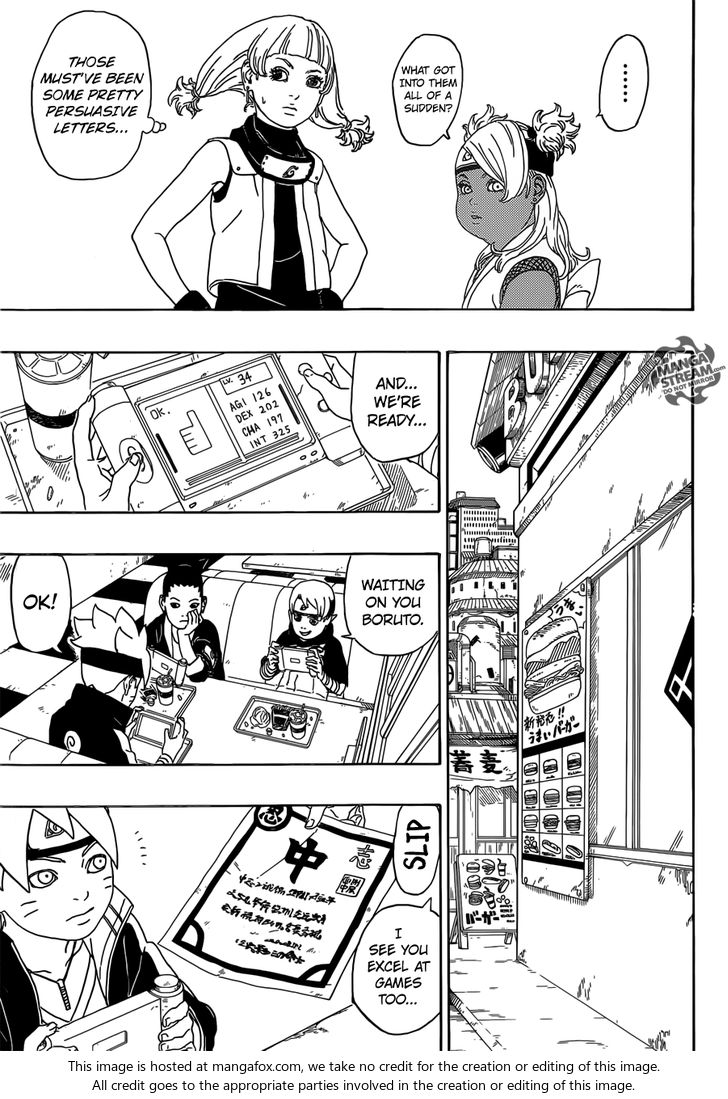 ......
WHAT GOT
INTO THEM
ALL OF A
SUDDEN?
THOSE
MUST'VE BEEN
SOME PRETTY
PERSUASIVE
LETTERS...
MANGA
STREAM.com
DO NOT MIRROR
うまい
新発売!!
うまいバーガー
蕎麦
バーガー
AND...
WE'RE
READY...
OK.
LV. 34
AGI 126
DEX 202
CHA 197
INT 325
WAITING
ON YOU
BORUTO.
OK!
SLIP
忍
中
志
I
SEE YOU
EXCEL AT
GAMES
TOO...
This image is hosted at mangafox.com, we take no credit for the creation or editing of this image.
All credit goes to the appropriate parties involved in the creation or editing of this image.